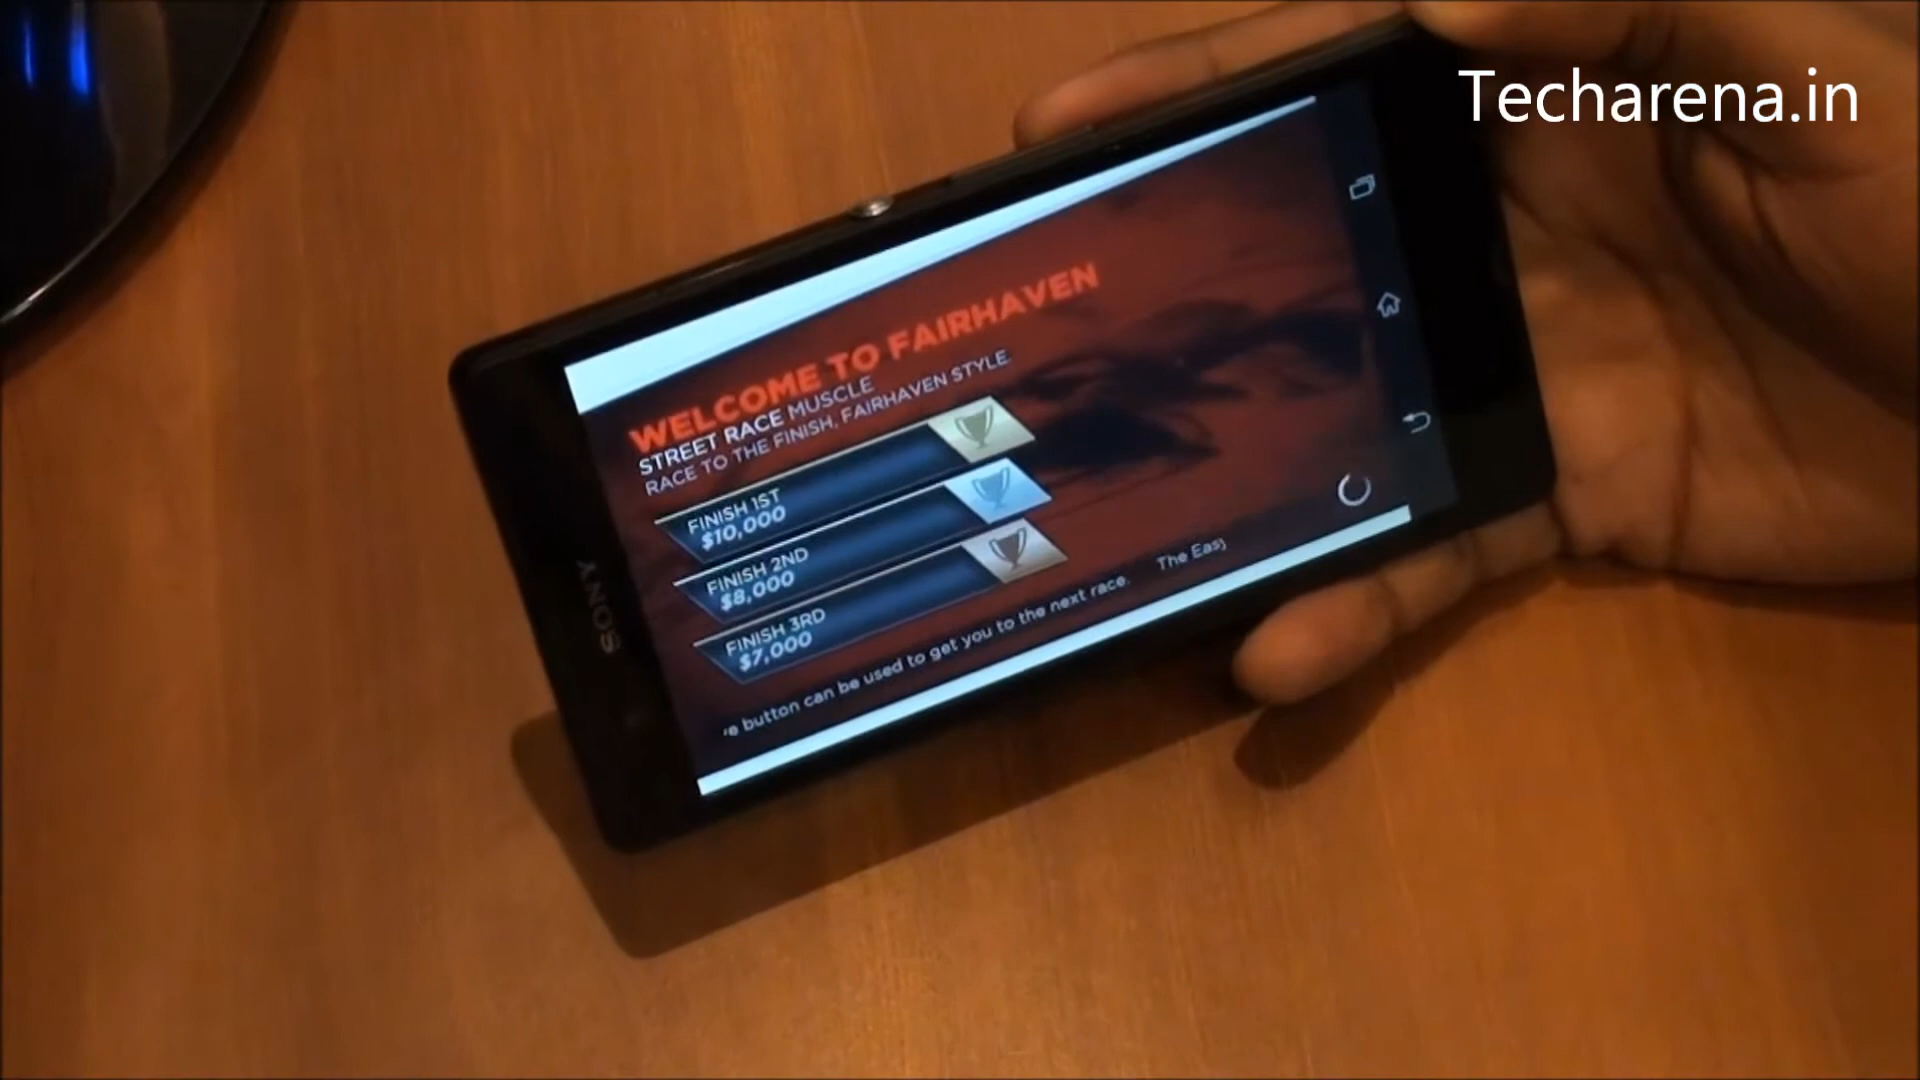 Techarena.in
WELCOME TO FAIRHAVEN
STREET RACE MUSCLE
RACE TO THE FINISH, FAIRHAVEN STYLE.
FINISH 1ST
$10,000
FINISH 2ND
$8,000
FINISH 3RD
$7,000
button can be used to get you to the next race. The Easy
SONY